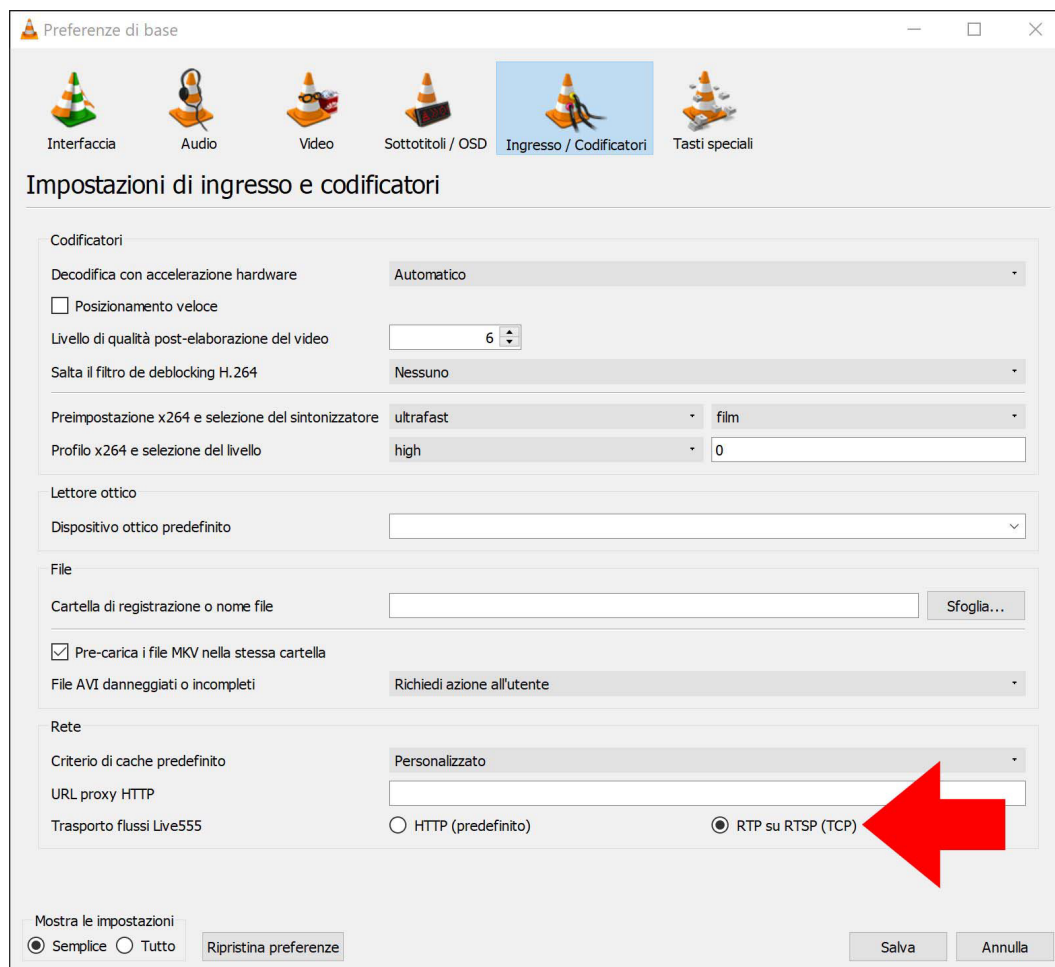 Preferenze di base
Interfaccia Audio Video Sottotitoli / OSD Ingresso / Codificatori Tasti speciali
Impostazioni di ingresso e codificatori
Codificatori
Decodifica con accelerazione hardware Automatico
Posizionamento veloce
Livello di qualità post-elaborazione del video 6
Salta il filtro de deblocking H.264 Nessuno
Preimpostazione x264 e selezione del sintonizzatore ultrafast film
Profilo x264 e selezione del livello high 0
Lettore ottico
Dispositivo ottico predefinito
File
Cartella di registrazione o nome file Sfoglia...
Pre-carica i file MKV nella stessa cartella
File AVI danneggiati o incompleti Richiedi azione all'utente
Rete
Criterio di cache predefinito Personalizzato
URL proxy HTTP
Trasporto flussi Live555 HTTP (predefinito) RTP su RTSP (TCP)
Mostra le impostazioni
Semplice Tutto Ripristina preferenze Salva Annulla